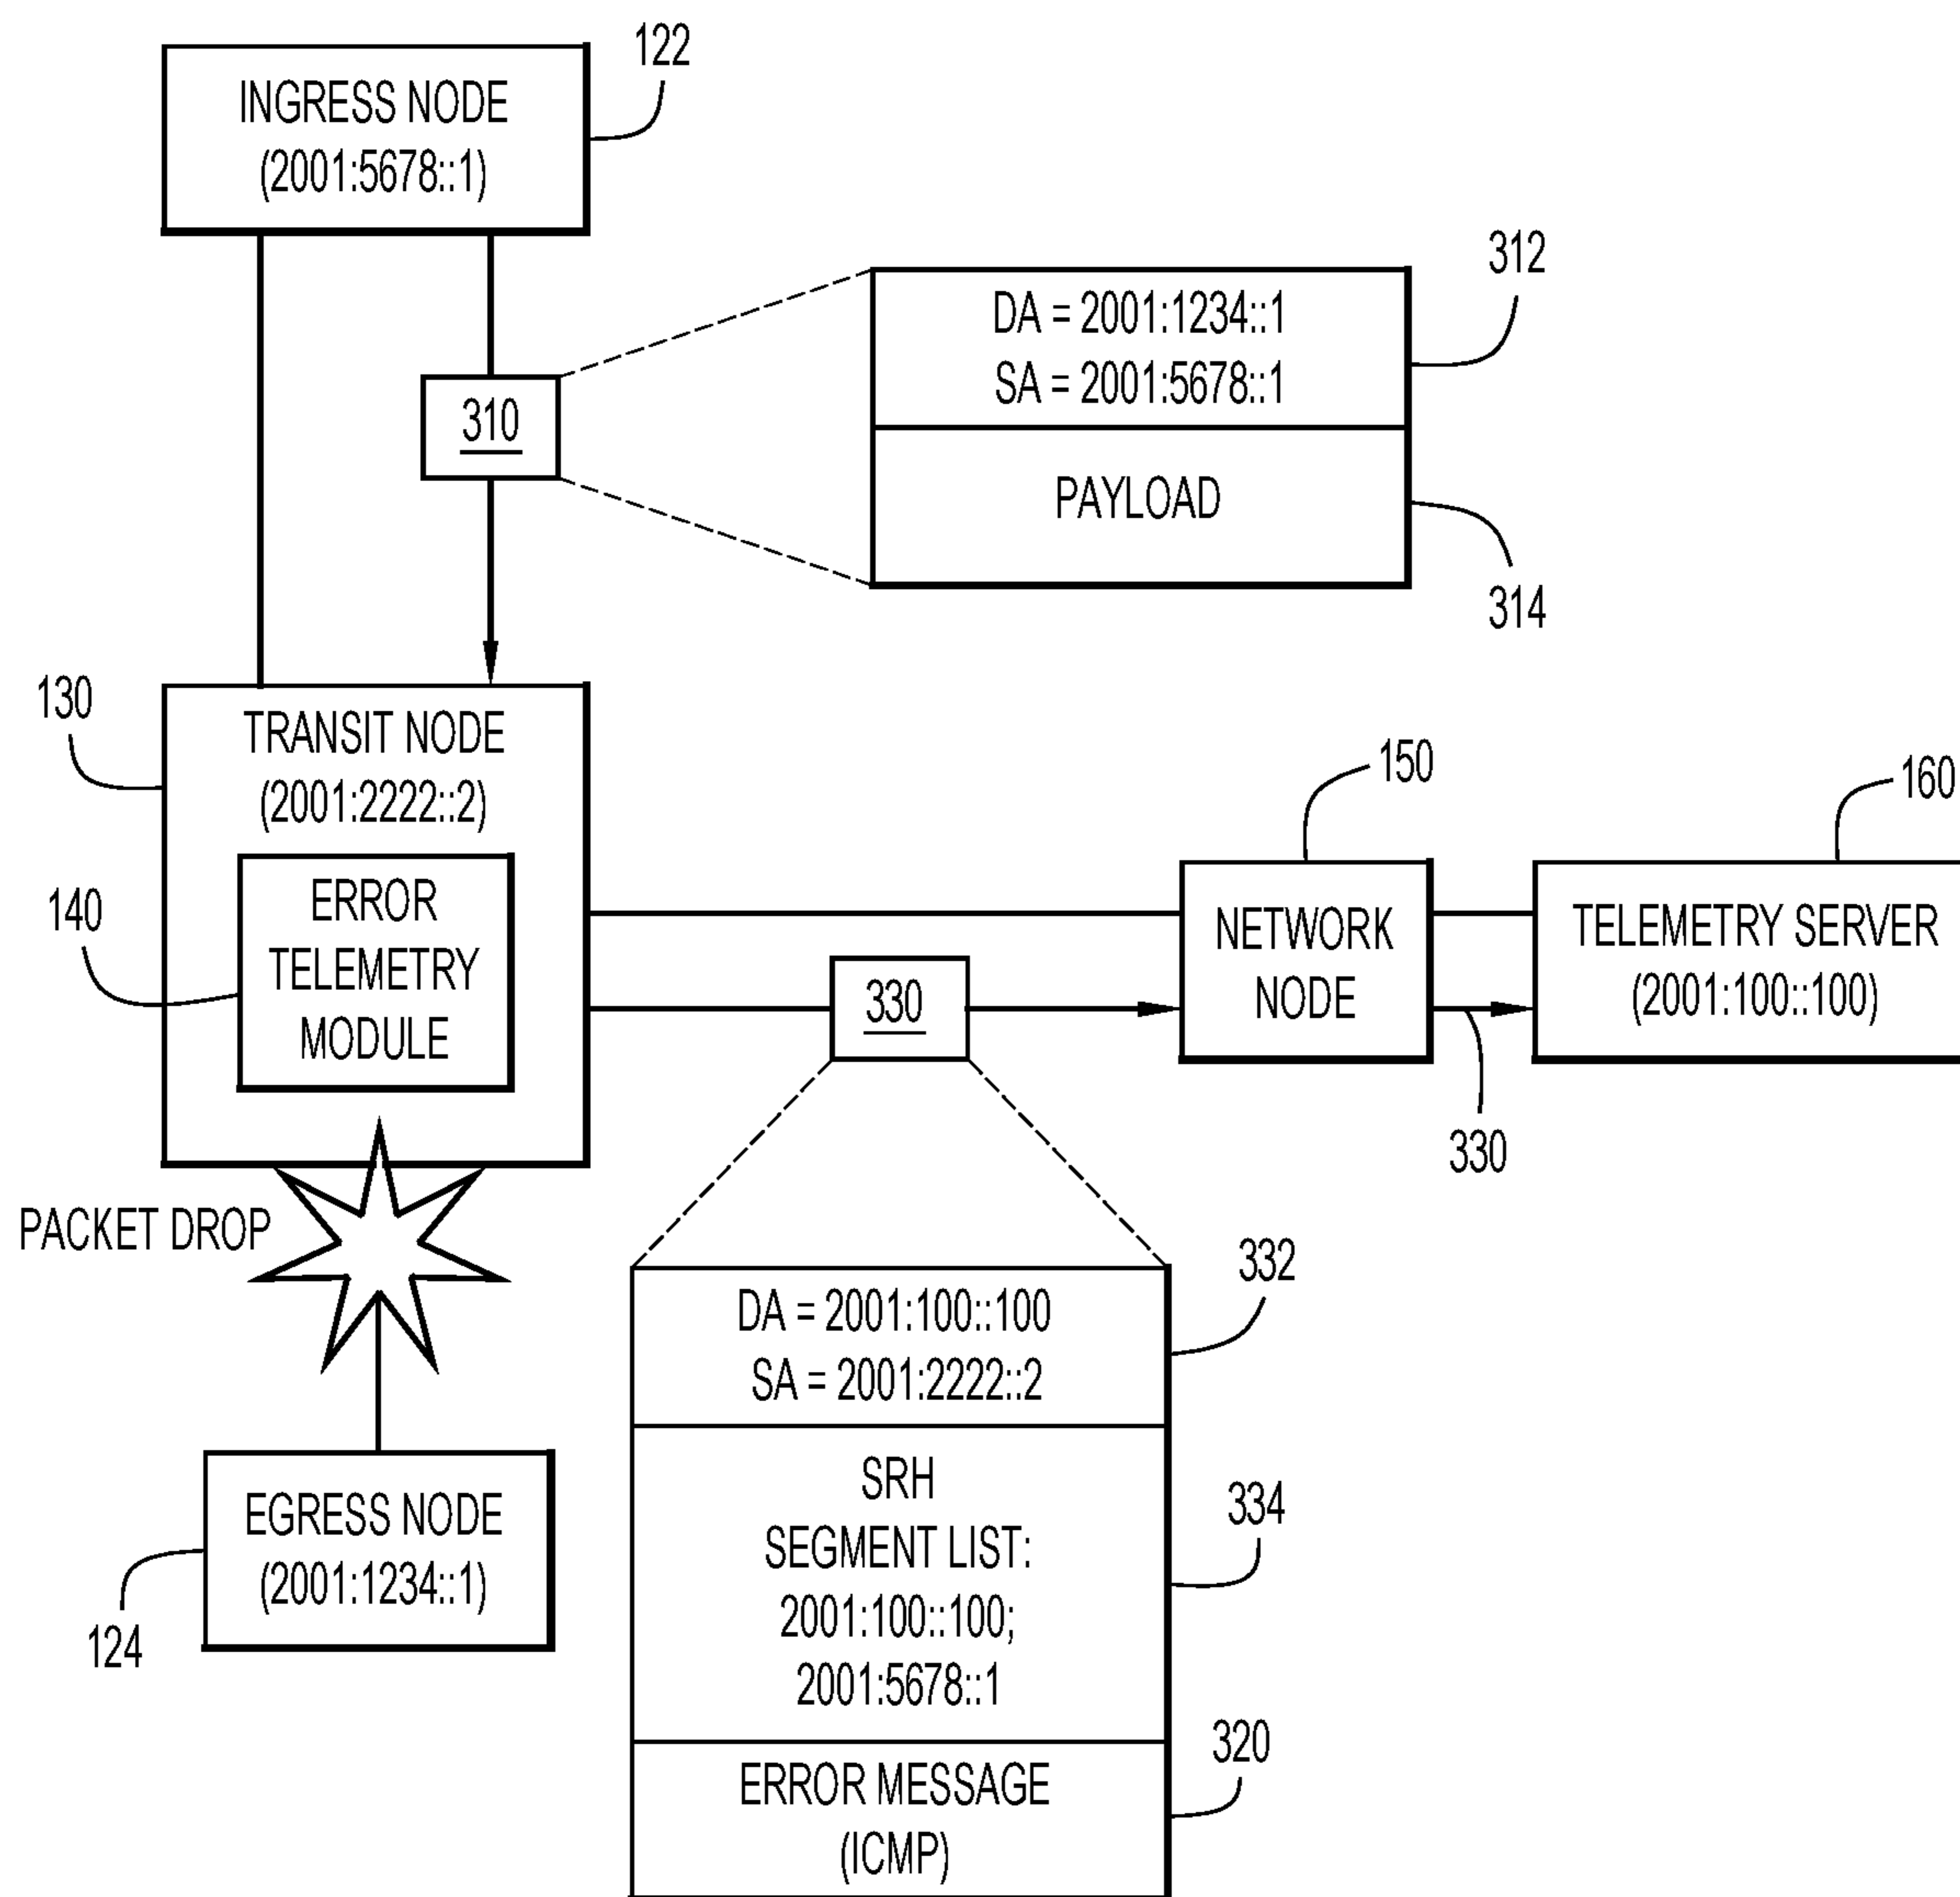 122
INGRESS NODE
(2001:5678::1)
312
DA = 2001:1234::1
SA = 2001:5678::1
310
PAYLOAD
314
130
TRANSIT NODE
(2001:2222::2)
150
160
140
ERROR
TELEMETRY
MODULE
NETWORK
NODE
TELEMETRY SERVER
(2001:100::100)
330
330
PACKET DROP
332
DA = 2001:100::100
SA = 2001:2222::2
SRH
SEGMENT LIST:
2001:100::100;
2001:5678::1
334
EGRESS NODE
(2001:1234::1)
124
320
ERROR MESSAGE
(ICMP)